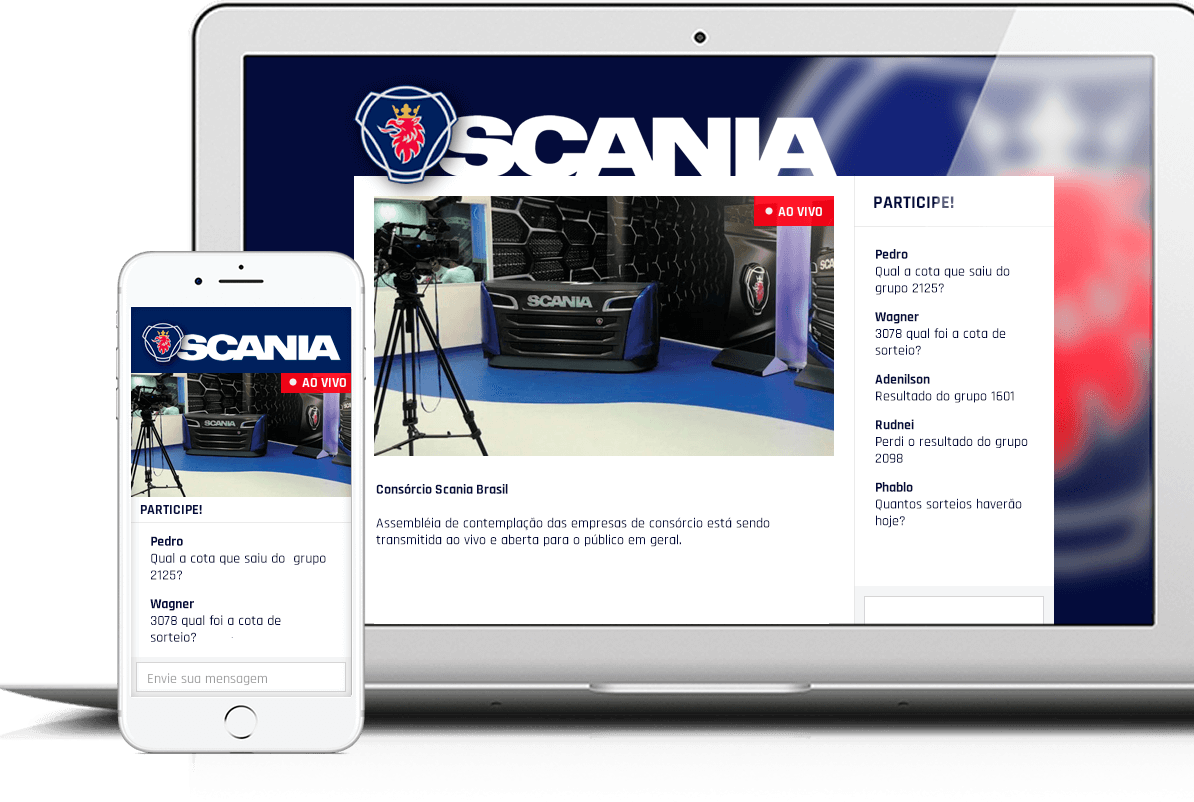 SCANIA
AO VIVO
SCANIA
Consórcio Scania Brasil
Assembléia de contemplação das empresas de consórcio está sendo
transmitida ao vivo e aberta para o público em geral.
PARTICIPE!
Pedro
Qual a cota que saiu do
grupo 2125?
Wagner
3078 qual foi a cota de
sorteio?
Adenilson
Resultado do grupo 1601
Rudnei
Perdi o resultado do grupo
2098
Phablo
Quantos sorteios haverão
hoje?
SCANIA
AO VIVO
SCANIA
PARTICIPE!
Pedro
Qual a cota que saiu do grupo
2125?
Wagner
3078 qual foi a cota de
sorteio?
Envie sua mensagem